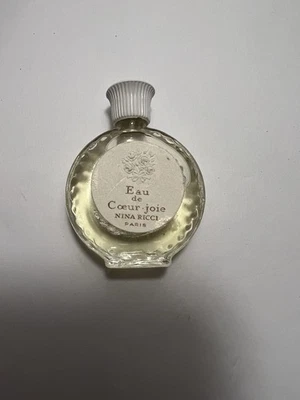 Eau
de
Cœur-joie
NINA RICCI
PARIS